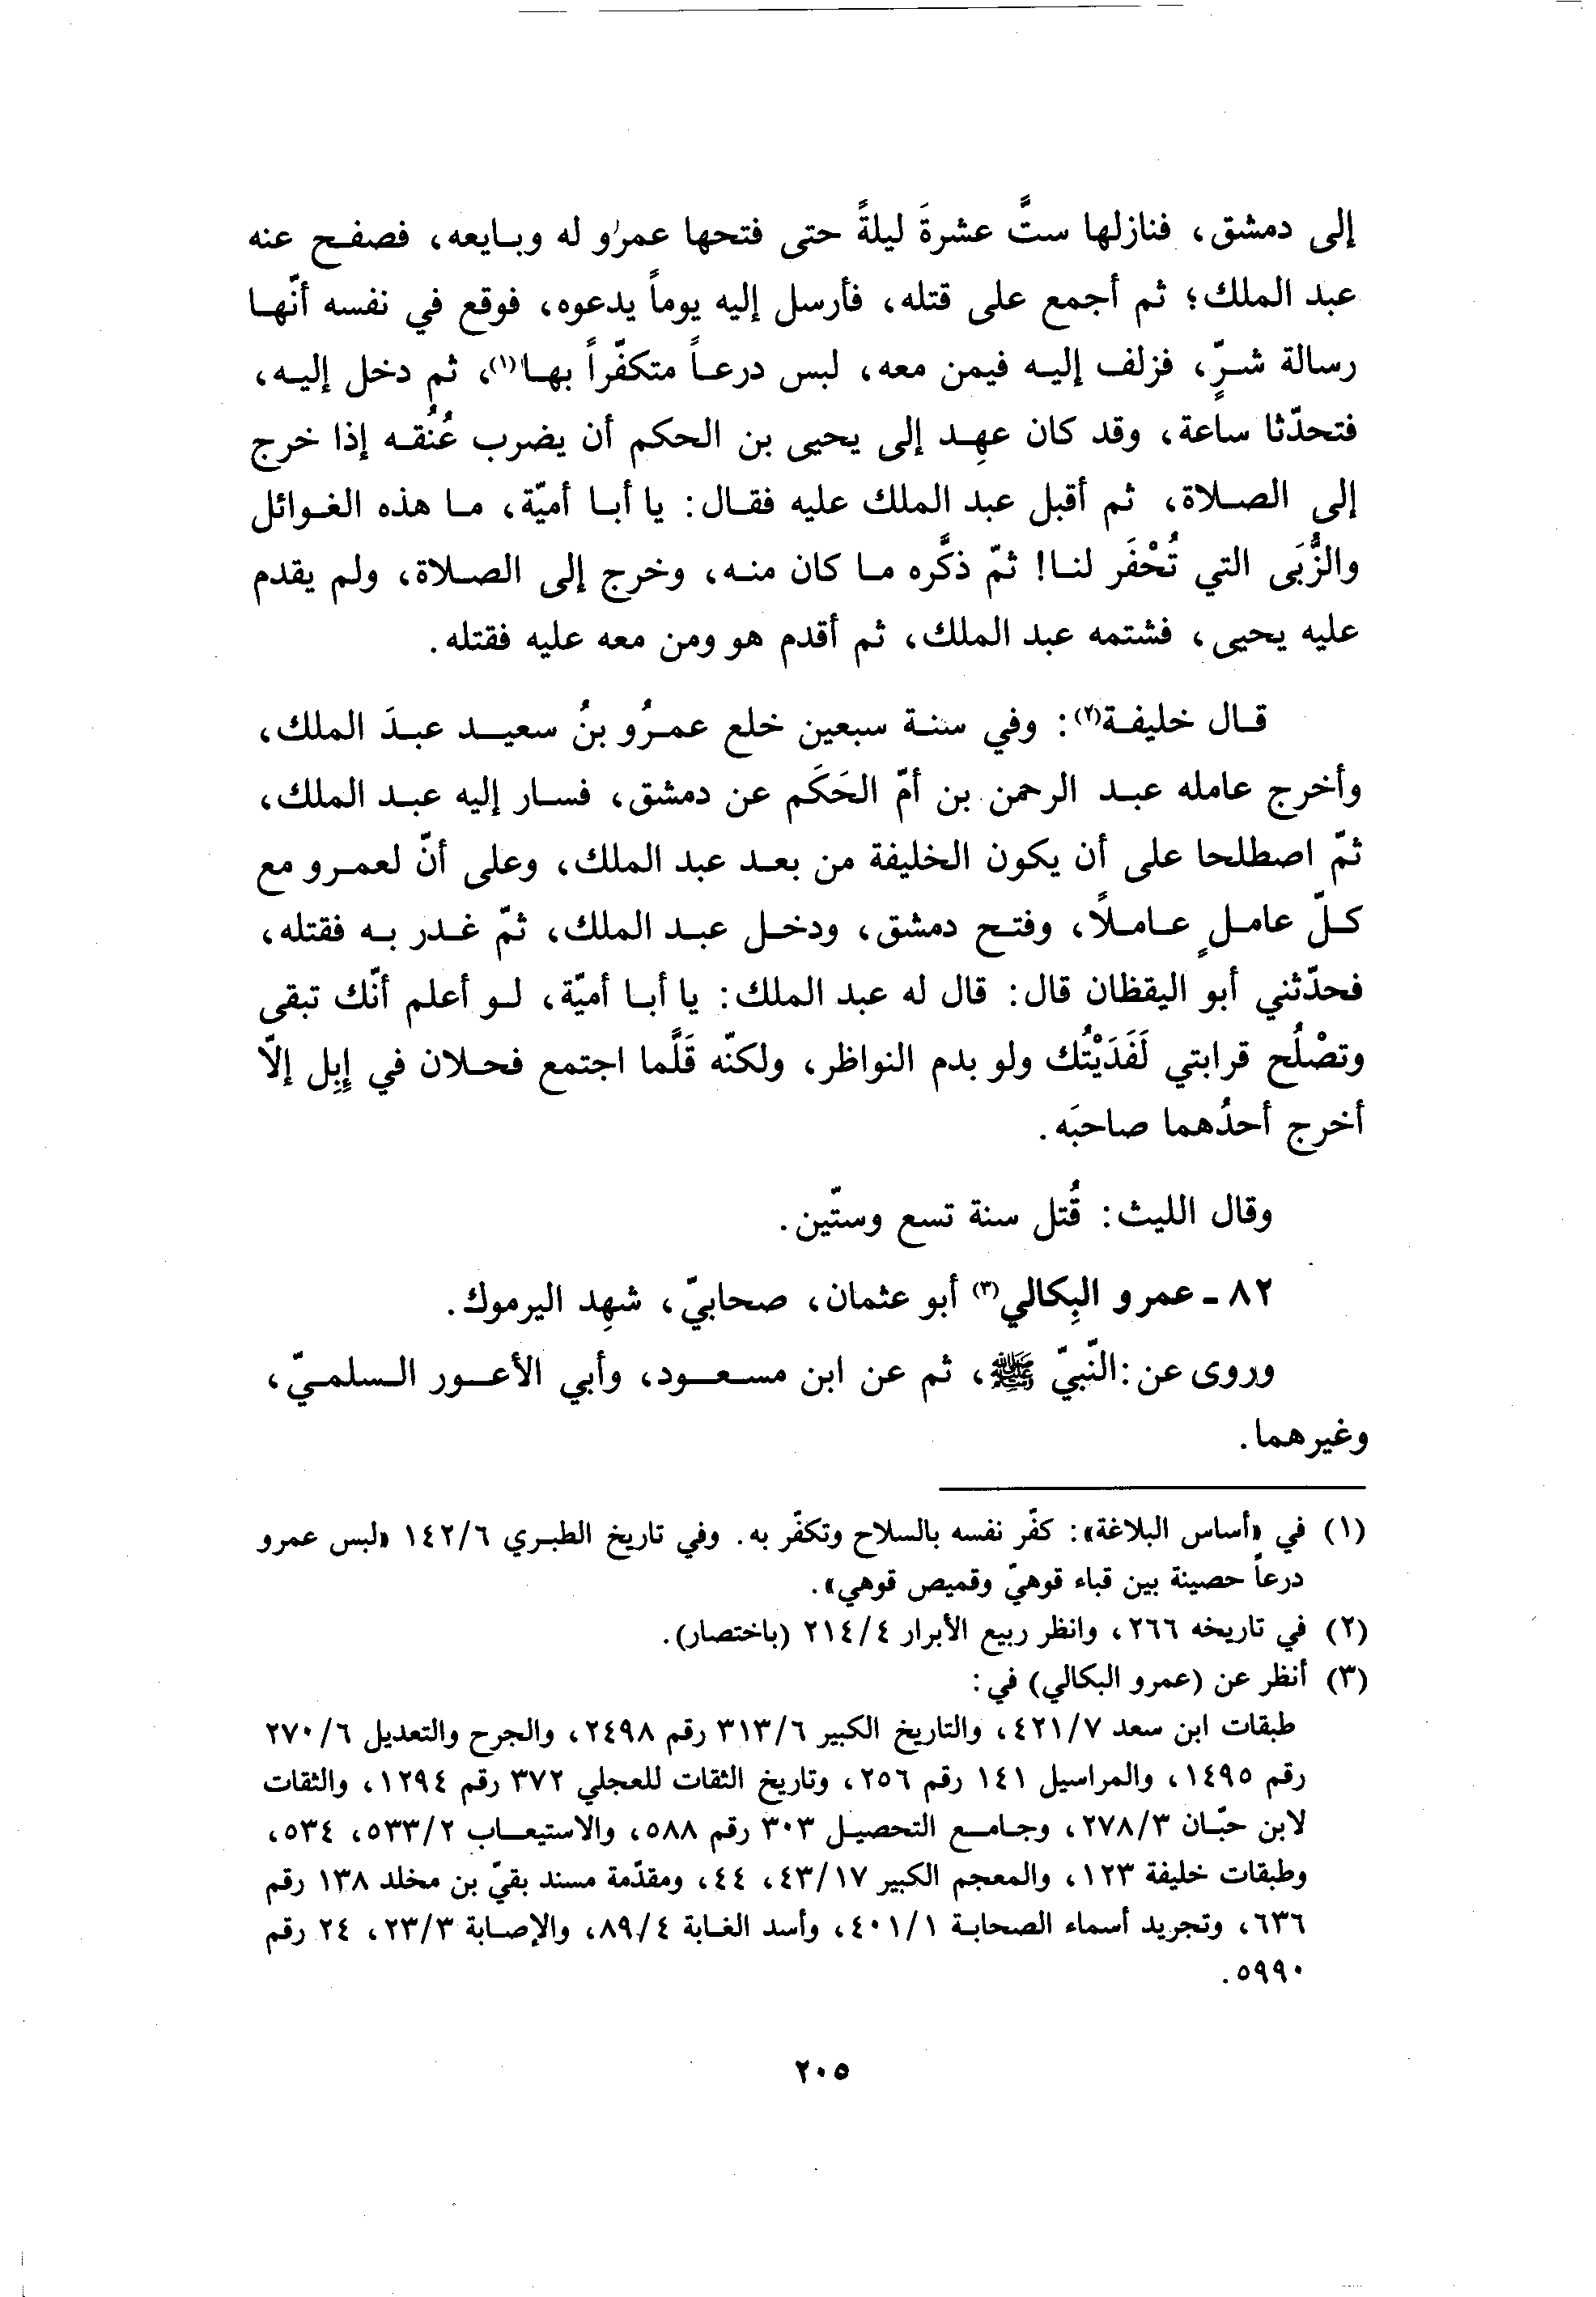 إلى دمشق، فنازلها ستَّ عشرةَ ليلةً حتى فتحها عمرٌو له وبايعه، فصفح عنه
عبد الملك؛ ثم أجمع على قتله، فأرسل إليه يوماً يدعوه، فوقع في نفسه أنّها
رسالة شرٍّ، فزلف إليه فيمن معه، لبس درعاً متكفّراً بها(١)، ثم دخل إليه،
فتحدّثا ساعة، وقد كان عهِد إلى يحيى بن الحكم أن يضرب عُنُقه إذا خرج
إلى الصلاة، ثم أقبل عبد الملك عليه فقال: يا أبا أميّة، ما هذه الغوائل
والزُّبَى التي تُحْفَر لنا! ثمّ ذكَّره ما كان منه، وخرج إلى الصلاة، ولم يقدم
عليه يحيى، فشتمه عبد الملك، ثم أقدم هو ومن معه عليه فقتله.
قال خليفة(٢): وفي سنة سبعين خلع عمرُو بنُ سعيد عبدَ الملك،
وأخرج عامله عبد الرحمن بن أمّ الحَكَم عن دمشق، فسار إليه عبد الملك،
ثمّ اصطلحا على أن يكون الخليفة من بعد عبد الملك، وعلى أنّ لعمرو مع
كلّ عاملٍ عاملاً، وفتح دمشق، ودخل عبد الملك، ثمّ غدر به فقتله،
فحدّثني أبو اليقظان قال: قال له عبد الملك: يا أبا أميّة، لو أعلم أنّك تبقى
وتصْلُح قرابتي لَفَدَيْتُك ولو بدم النواظر، ولكنّه قَلَّما اجتمع فحلان في إِبِل إلّا
أخرج أحدُهما صاحبَه.
وقال الليث: قُتل سنة تسع وستّين.
٨٢ - عمرو البِكالي(٣) أبو عثمان، صحابيّ، شهِد اليرموك.
وروى عن: النّبيّ ﷺ، ثم عن ابن مسعود، وأبي الأعور السلميّ،
وغيرهما.
(١) في «أساس البلاغة»: كفّر نفسه بالسلاح وتكفّر به. وفي تاريخ الطبري ١٤٢/٦ «لبس عمرو
درعاً حصينة بين قباء قوهيّ وقميص قوهي».
(٢) في تاريخه ٢٦٦، وانظر ربيع الأبرار ٢١٤/٤ (باختصار).
(٣) أنظر عن (عمرو البكالي) في:
طبقات ابن سعد ٤٢١/٧، والتاريخ الكبير ٣١٣/٦ رقم ٢٤٩٨، والجرح والتعديل ٢٧٠/٦
رقم ١٤٩٥، والمراسيل ١٤١ رقم ٢٥٦، وتاريخ الثقات للعجلي ٣٧٢ رقم ١٢٩٤، والثقات
لابن حبّان ٢٧٨/٣، وجامع التحصيل ٣٠٣ رقم ٥٨٨، والاستيعاب ٥٣٣/٢، ٥٣٤،
وطبقات خليفة ١٢٣، والمعجم الكبير ٤٣/١٧، ٤٤، ومقدّمة مسند بقيّ بن مخلد ١٣٨ رقم
٦٣٦، وتجريد أسماء الصحابة ٤٠١/١، وأسد الغابة ٨٩/٤، والإصابة ٢٣/٣، ٢٤ رقم
٥٩٩٠.
٢٠٥